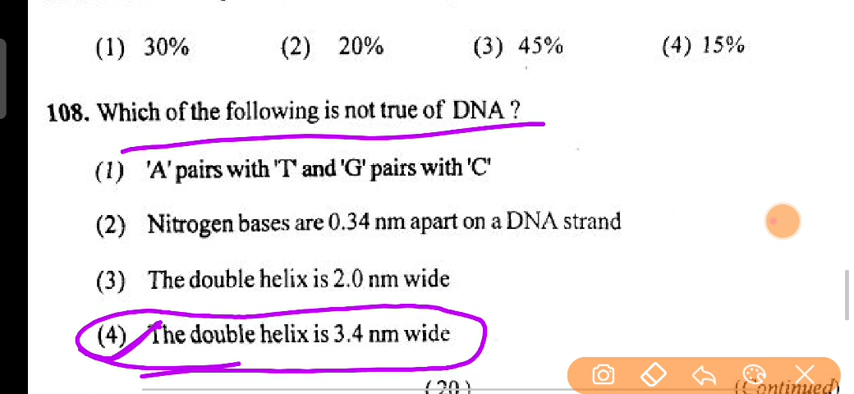 (1) 30% (2) 20% (3) 45% (4) 15%
108. Which of the following is not true of DNA ?
(1) 'A' pairs with 'T' and 'G' pairs with 'C'
(2) Nitrogen bases are 0.34 nm apart on a DNA strand
(3) The double helix is 2.0 nm wide
(4) The double helix is 3.4 nm wide
(20) (Continued)